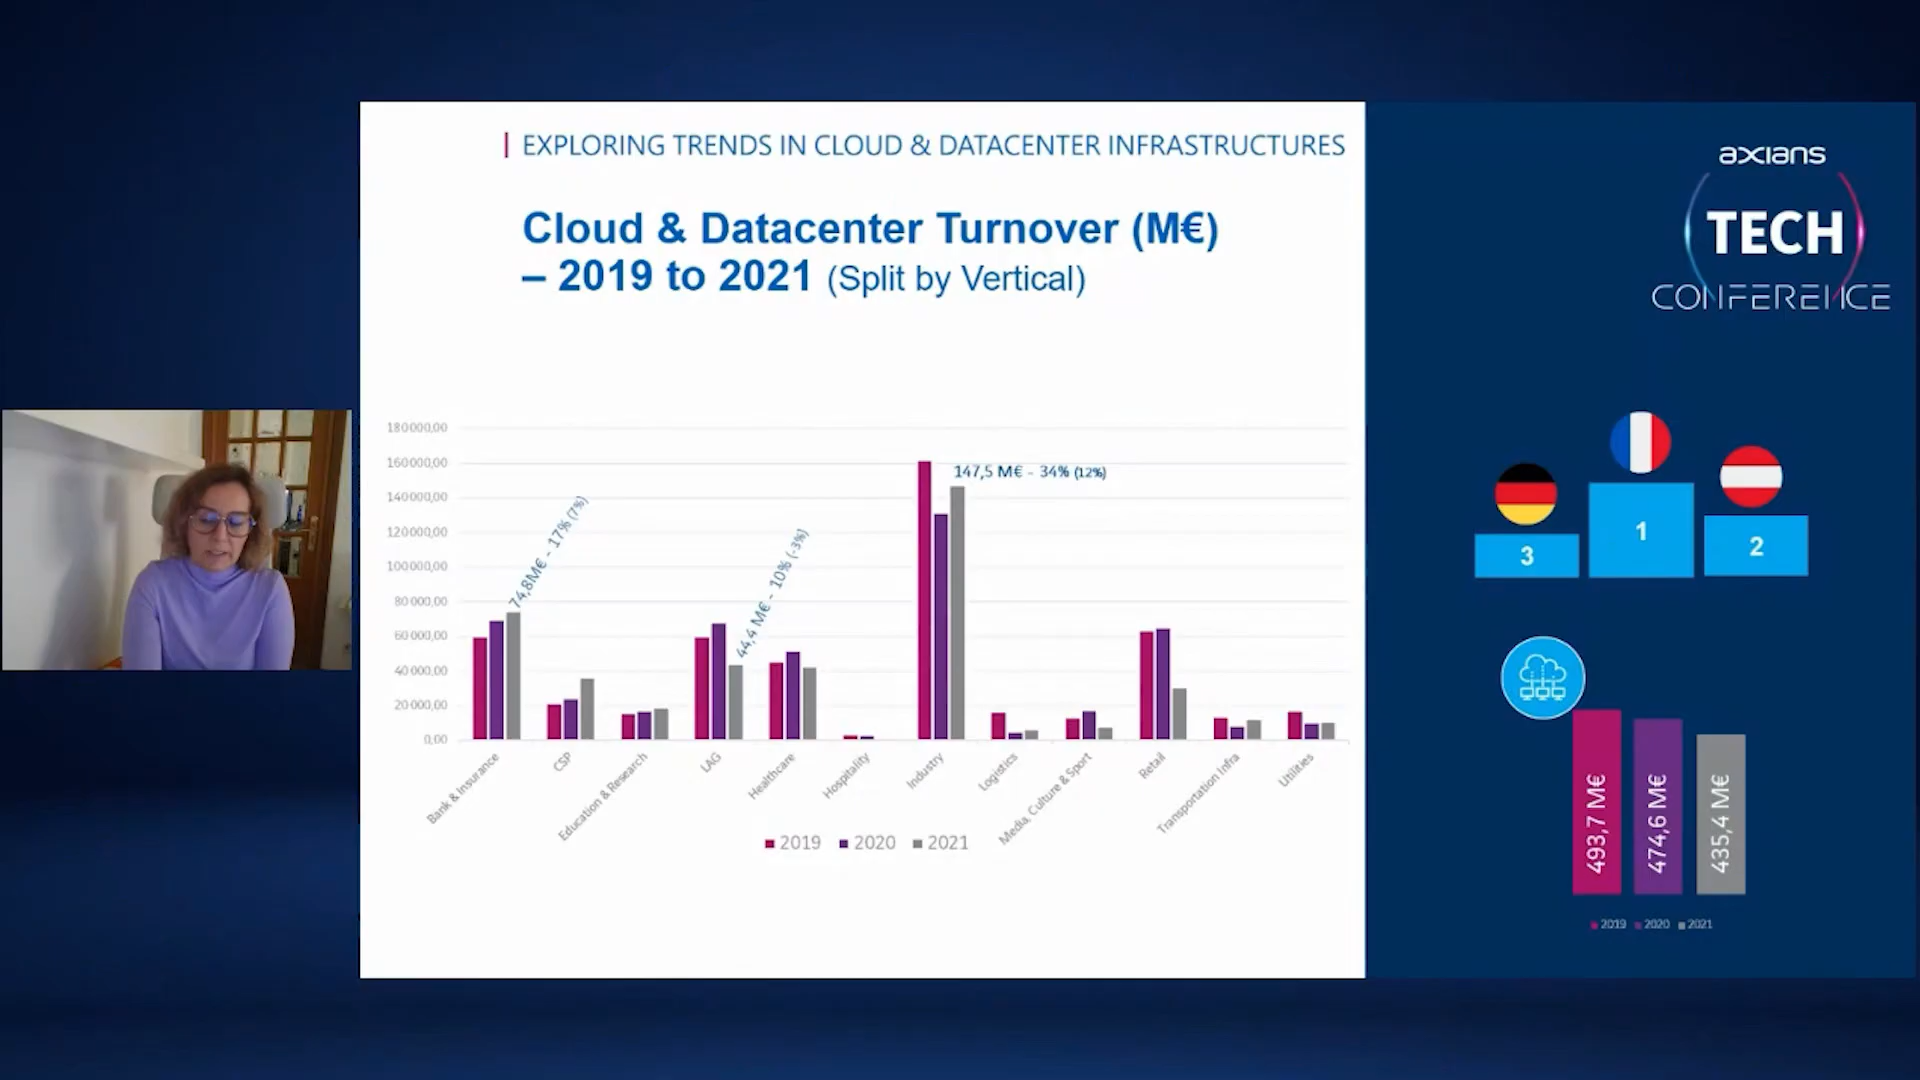 EXPLORING TRENDS IN CLOUD & DATACENTER INFRASTRUCTURES
Cloud & Datacenter Turnover (M€)
– 2019 to 2021 (Split by Vertical)
180 000,00
160 000,00
140 000,00
120 000,00
100 000,00
80 000,00
60 000,00
40 000,00
20 000,00
0,00
74,8M€ - 17% (7%)
44,4 M€ - 10% (-3%)
147,5 M€ - 34% (12%)
Bank & Insurance
CSP
Education & Research
LAG
Healthcare
Hospitality
Industry
Logistics
Media, Culture & Sport
Retail
Transportation Infra
Utilities
2019 2020 2021
axians
TECH
CONFERENCE
3
1
2
493,7 M€
474,6 M€
435,4 M€
2019 2020 2021